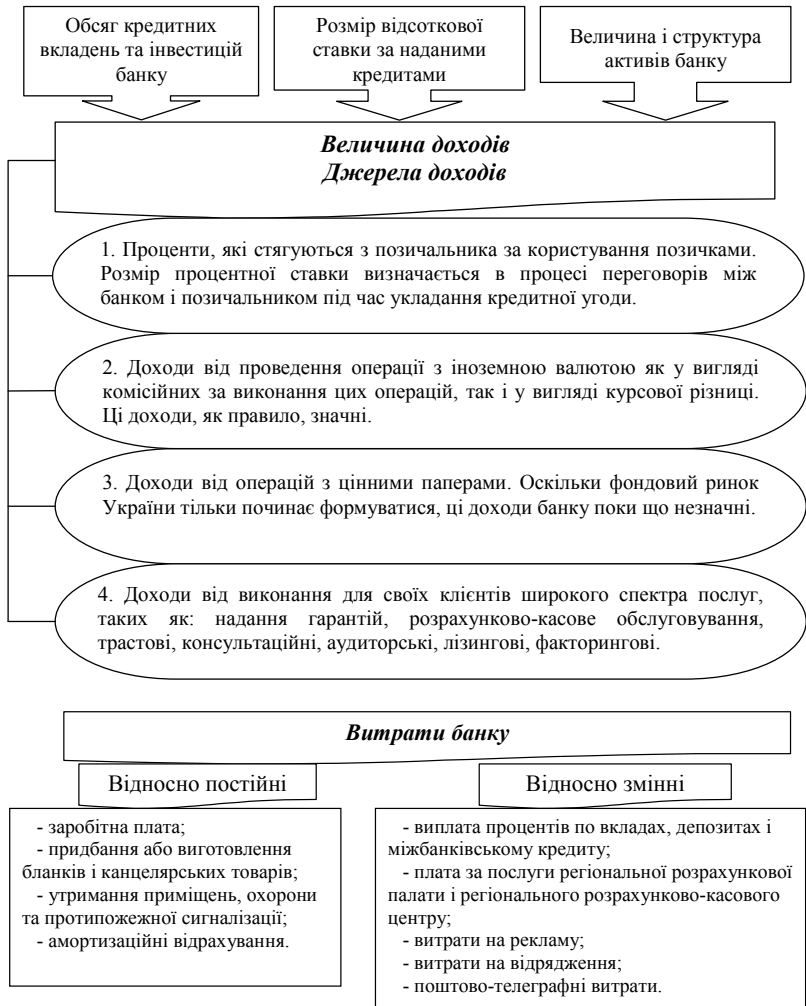 Обсяг кредитних
вкладень та інвестицій
банку
Розмір відсоткової
ставки за наданими
кредитами
Величина і структура
активів банку
Величина доходів
Джерела доходів
1. Проценти, які стягуються з позичальника за користування позичками.
Розмір процентної ставки визначається в процесі переговорів між
банком і позичальником під час укладання кредитної угоди.
2. Доходи від проведення операції з іноземною валютою як у вигляді
комісійних за виконання цих операцій, так і у вигляді курсової різниці.
Ці доходи, як правило, значні.
3. Доходи від операцій з цінними паперами. Оскільки фондовий ринок
України тільки починає формуватися, ці доходи банку поки що незначні.
4. Доходи від виконання для своїх клієнтів широкого спектра послуг,
таких як: надання гарантій, розрахунково-касове обслуговування,
трастові, консультаційні, аудиторські, лізингові, факторингові.
Витрати банку
Відносно постійні
- заробітна плата;
- придбання або виготовлення
бланків і канцелярських товарів;
- утримання приміщень, охорони
та протипожежної сигналізації;
- амортизаційні відрахування.
Відносно змінні
- виплата процентів по вкладах, депозитах і
міжбанківському кредиту;
- плата за послуги регіональної розрахункової
палати і регіонального розрахунково-касового
центру;
- витрати на рекламу;
- витрати на відрядження;
- поштово-телеграфні витрати.